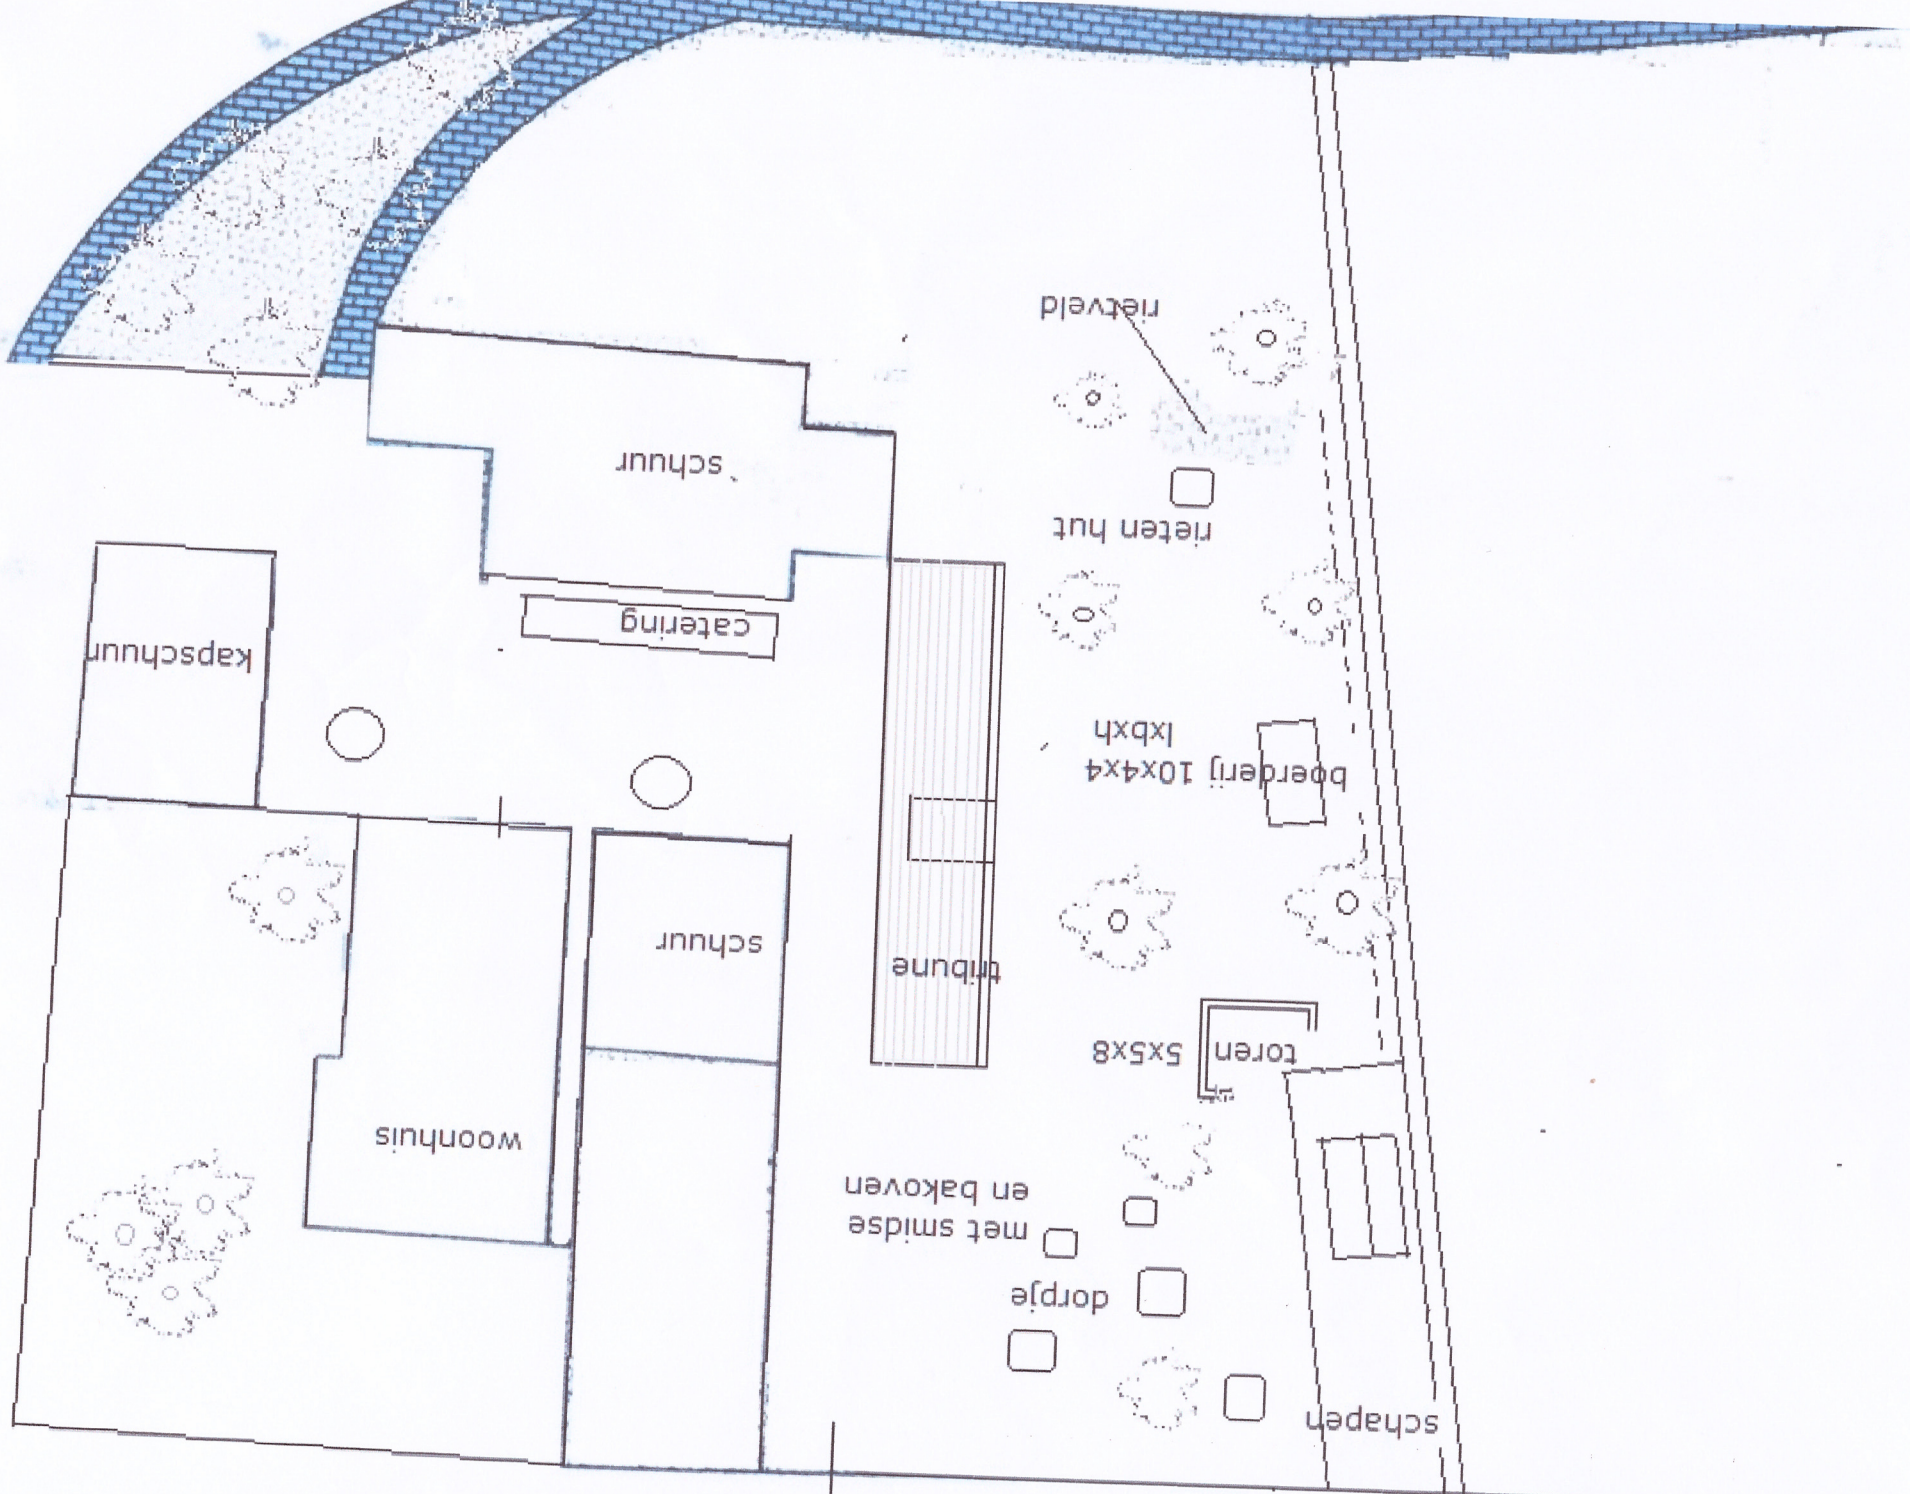 schapen
dorpje
met smidse
en bakoven
woonhuis
toren
5x5x8
tribune
schuur
boerderij 10x4x4
lxbxh
kapschuur
catering
rieten hut
schuur
rietveld